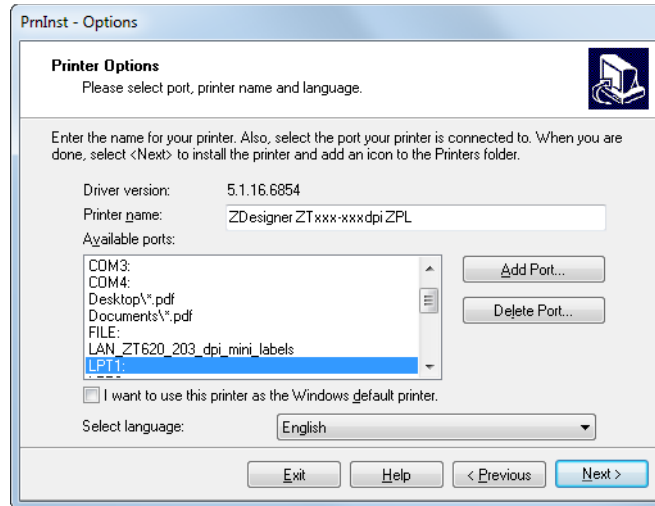 PrnInst - Options
Printer Options
Please select port, printer name and language.
Enter the name for your printer. Also, select the port your printer is connected to. When you are
done, select <Next> to install the printer and add an icon to the Printers folder.
Driver version: 5.1.16.6854
Printer name: ZDesigner ZTxxx-xxxdpi ZPL
Available ports:
COM3:
COM4:
Desktop\*.pdf
Documents\*.pdf
FILE:
LAN_ZT620_203_dpi_mini_labels
LPT1:
Add Port...
Delete Port...
I want to use this printer as the Windows default printer.
Select language: English
Exit Help < Previous Next >